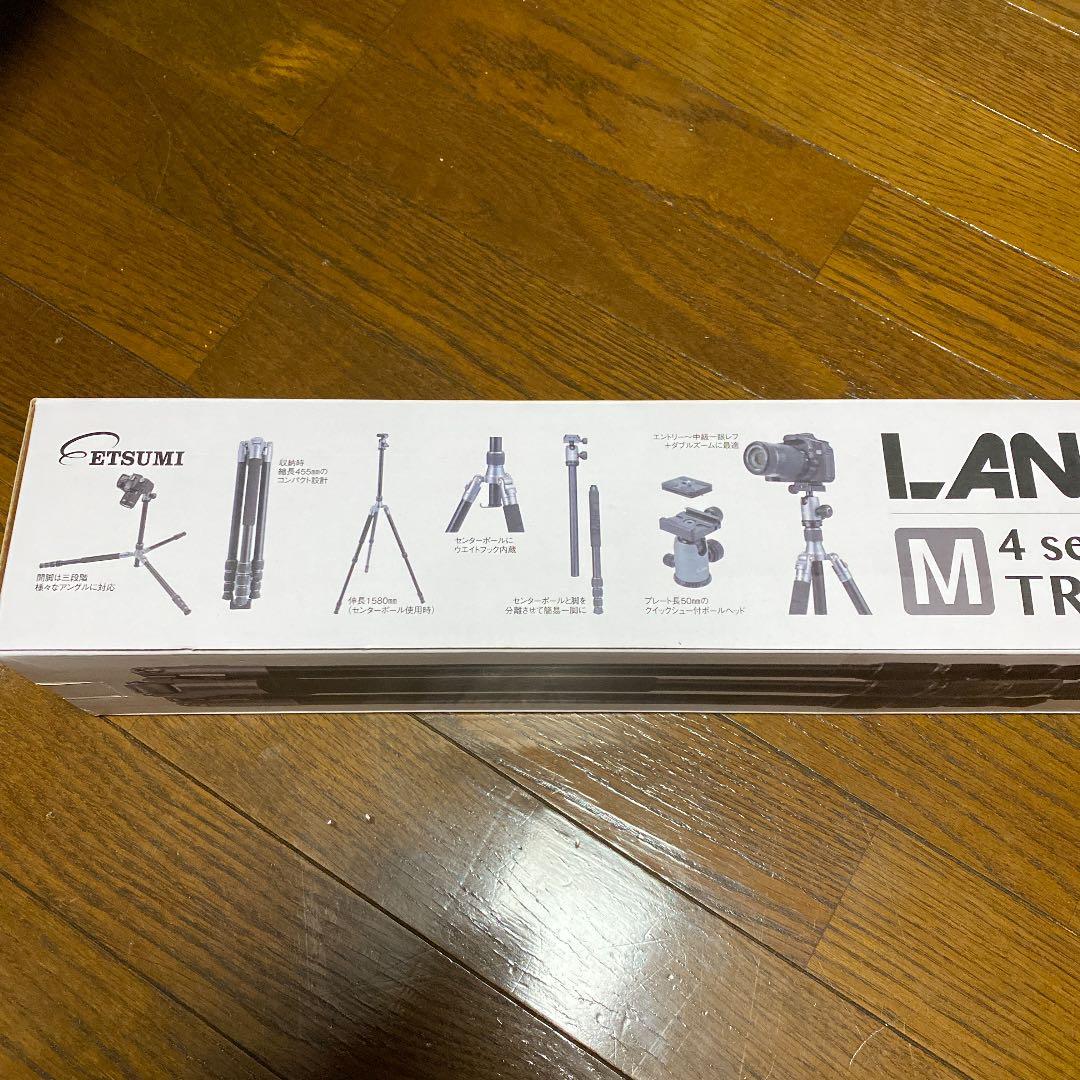 ETSUMI
開脚は三段階
様々なアングルに対応
収納時
縮長455mmの
コンパクト設計
伸長1580mm
(センターポール使用時)
センターポールに
ウエイトフック内蔵
センターポールと脚を
分離させて簡易一脚に
エントリー～中級一眼レフ
+ダブルズームに最適
プレート長50mmの
クイックシュー付ボールヘッド
LAN
M
4 se
TR